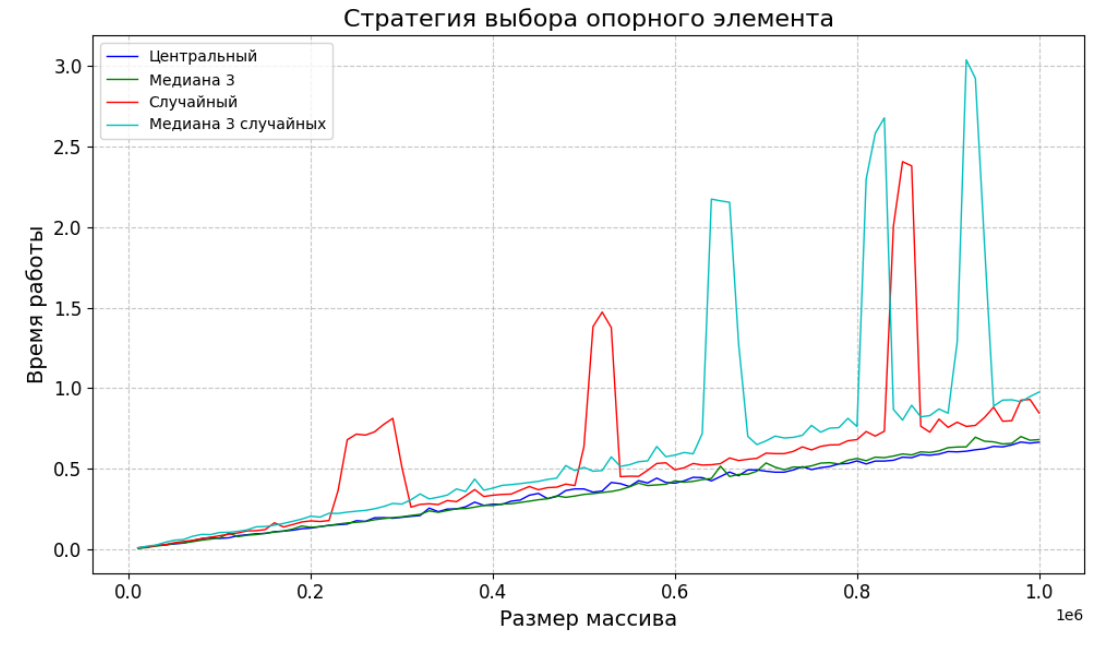 Стратегия выбора опорного элемента
Центральный
Медиана 3
Случайный
Медиана 3 случайных
Время работы
3.0
2.5
2.0
1.5
1.0
0.5
0.0
0.0 0.2 0.4 0.6 0.8 1.0
1e6
Размер массива